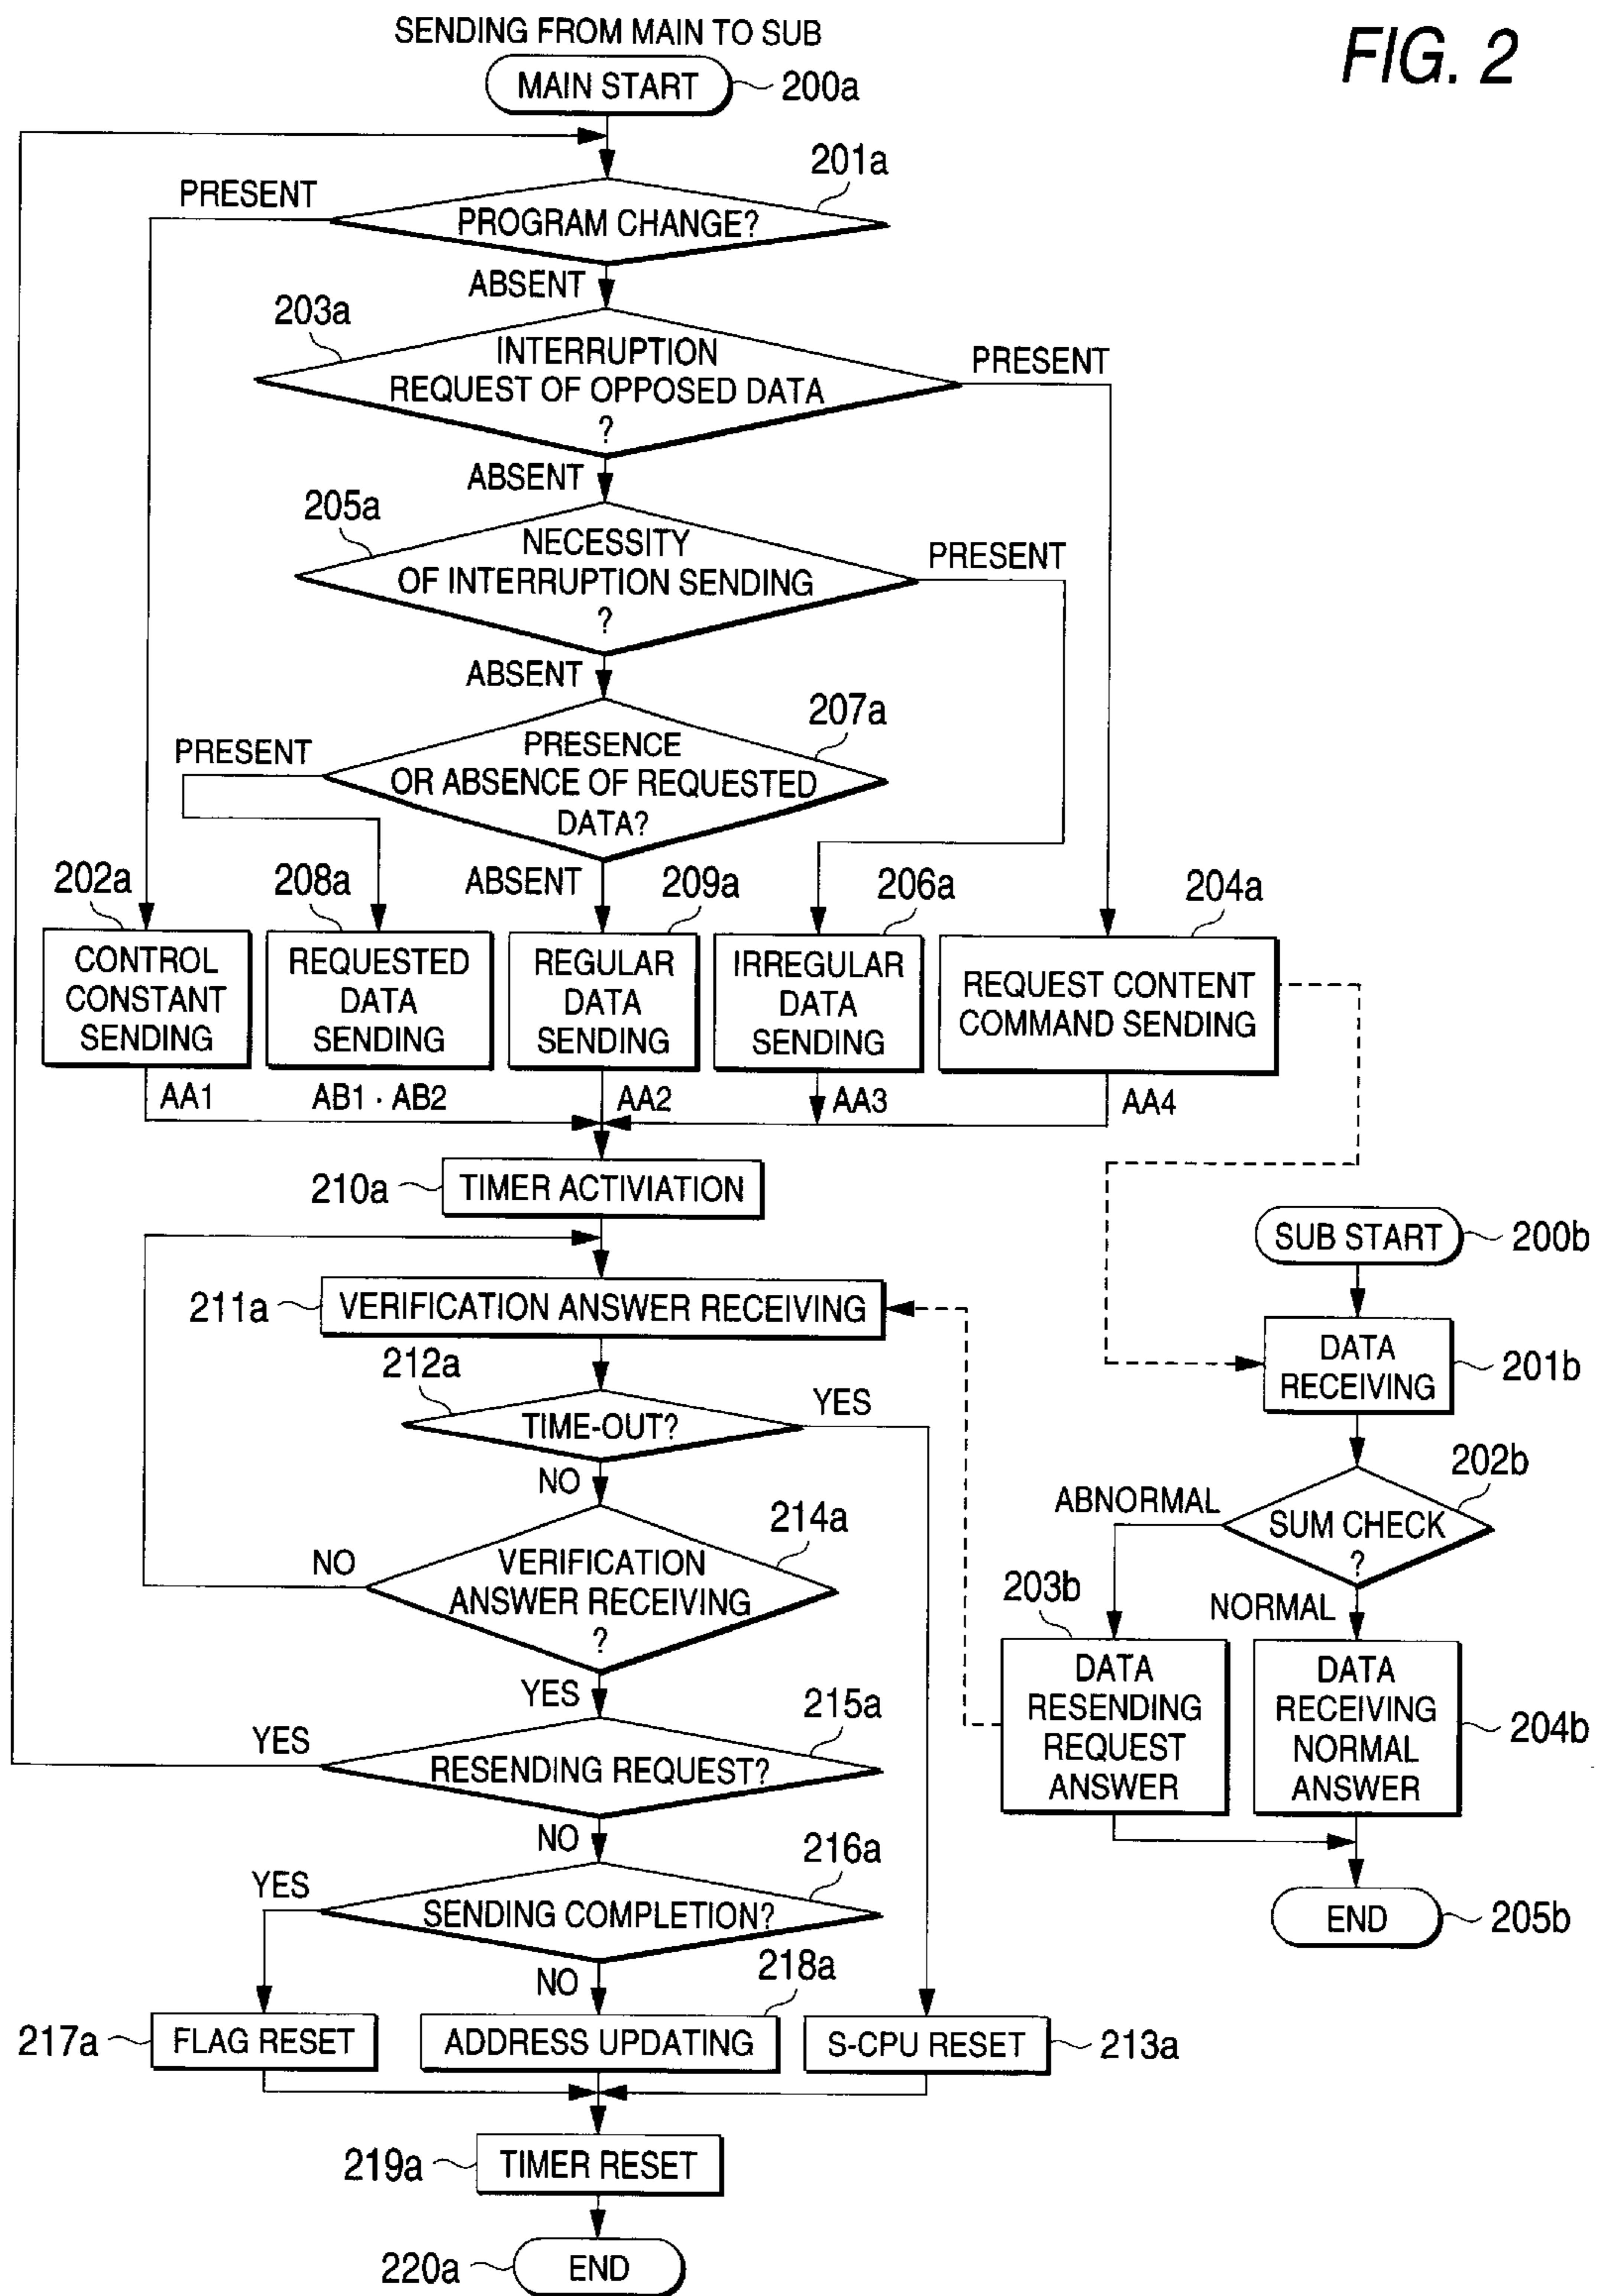 SENDING FROM MAIN TO SUB
FIG. 2
MAIN START
200a
201a
PRESENT
PROGRAM CHANGE?
ABSENT
203a
INTERRUPTION
REQUEST OF OPPOSED DATA
?
PRESENT
ABSENT
205a
NECESSITY
OF INTERRUPTION SENDING
?
PRESENT
ABSENT
207a
PRESENT
PRESENCE
OR ABSENCE OF REQUESTED
DATA?
ABSENT
202a
208a
209a
206a
204a
CONTROL
CONSTANT
SENDING
REQUESTED
DATA
SENDING
REGULAR
DATA
SENDING
IRREGULAR
DATA
SENDING
REQUEST CONTENT
COMMAND SENDING
AA1
AB1 · AB2
AA2
AA3
AA4
210a
TIMER ACTIVIATION
211a
VERIFICATION ANSWER RECEIVING
212a
TIME-OUT?
YES
NO
214a
NO
VERIFICATION
ANSWER RECEIVING
?
YES
215a
YES
RESENDING REQUEST?
NO
216a
YES
SENDING COMPLETION?
NO
218a
217a
FLAG RESET
ADDRESS UPDATING
S-CPU RESET
213a
219a
TIMER RESET
220a
END
SUB START
200b
DATA
RECEIVING
201b
202b
ABNORMAL
SUM CHECK
?
203b
NORMAL
DATA
RESENDING
REQUEST
ANSWER
DATA
RECEIVING
NORMAL
ANSWER
204b
END
205b